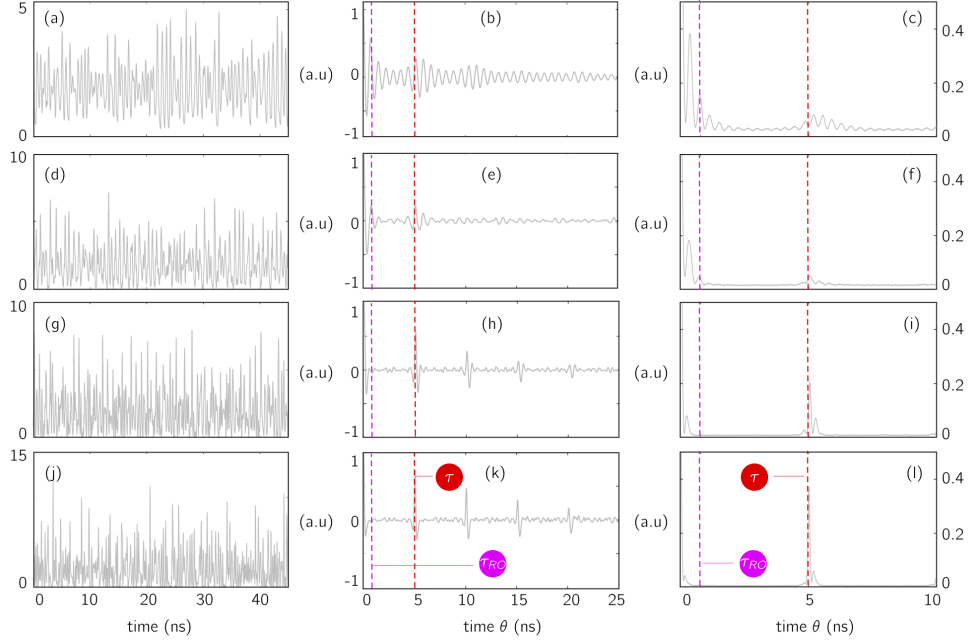 5 (a) 0
1 (b) 0 -1
(a.u)
(c) 0.4 0.2 0
(a.u)
10 (d) 0
1 (e) 0 -1
(a.u)
(f) 0.4 0.2 0
(a.u)
10 (g) 0
1 (h) 0 -1
(a.u)
(i) 0.4 0.2 0
(a.u)
15 (j) 0
1 τ (k) 0 τRO -1
(a.u)
τ (l) 0.4 0.2 τRO 0
(a.u)
0 10 20 30 40
0 5 10 15 20 25
0 5 10
time (ns)
time θ (ns)
time θ (ns)